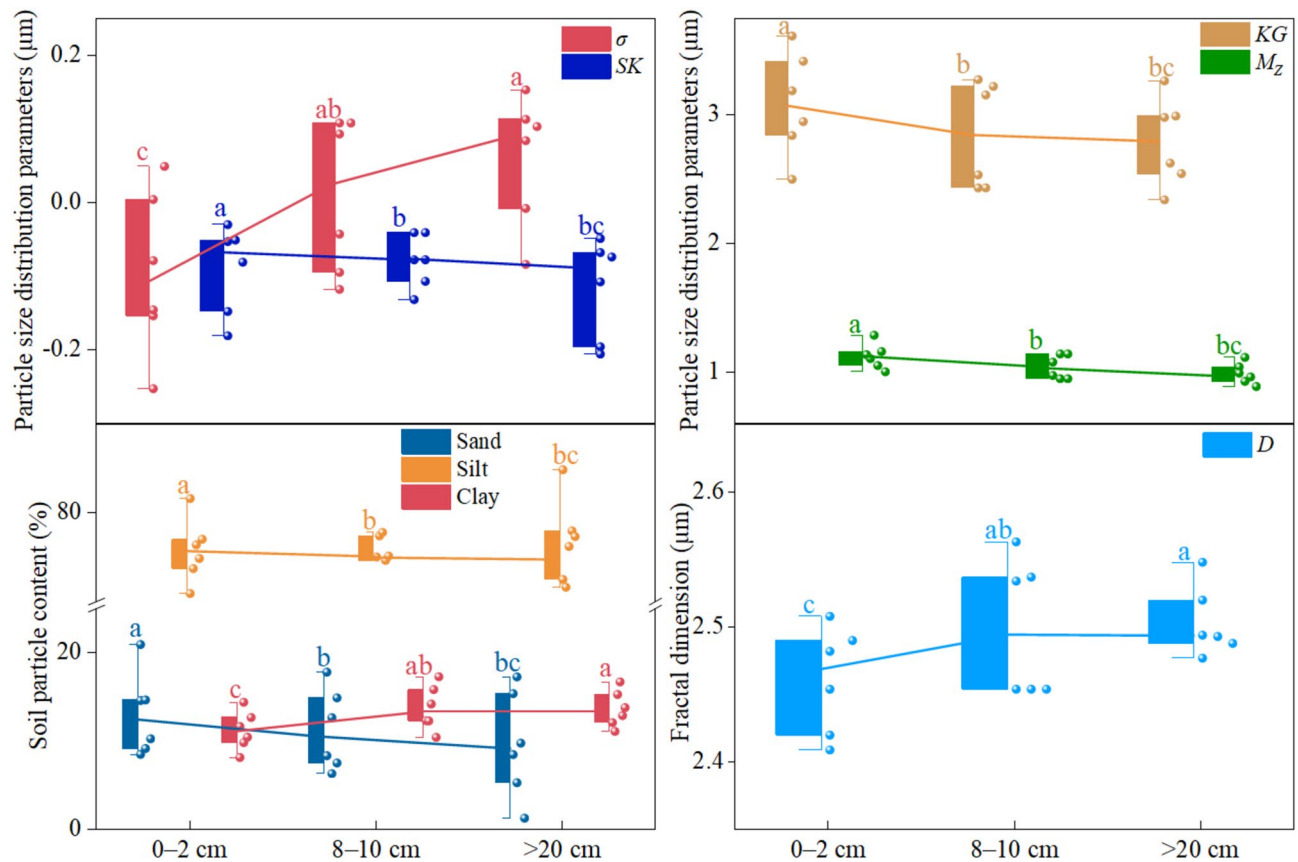 Particle size distribution parameters (μm)
0.2
0.0
-0.2
σ
SK
c
a
ab
b
a
bc
Particle size distribution parameters (μm)
3
2
1
KG
M_Z
a
b
bc
a
b
bc
Soil particle content (%)
80
20
0
Sand
Silt
Clay
a
b
bc
a
c
b
ab
bc
a
0–2 cm
8–10 cm
>20 cm
Fractal dimension (μm)
2.6
2.5
2.4
D
c
ab
a
0–2 cm
8–10 cm
>20 cm